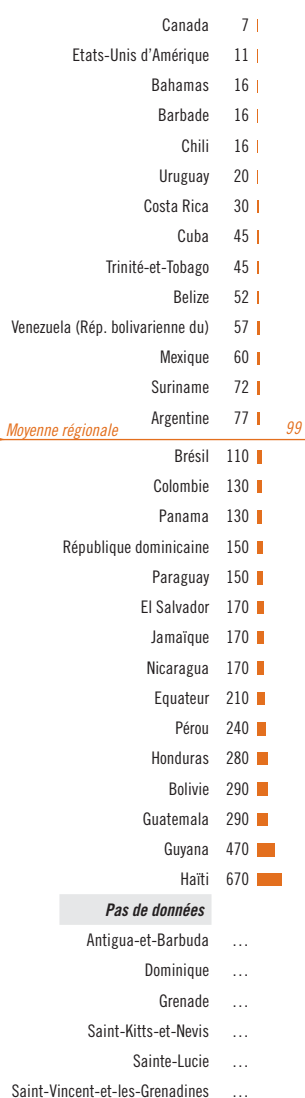 Canada 7
Etats-Unis d'Amérique 11
Bahamas 16
Barbade 16
Chili 16
Uruguay 20
Costa Rica 30
Cuba 45
Trinité-et-Tobago 45
Belize 52
Venezuela (Rép. bolivarienne du) 57
Mexique 60
Suriname 72
Argentine 77
Moyenne régionale 99
Brésil 110
Colombie 130
Panama 130
République dominicaine 150
Paraguay 150
El Salvador 170
Jamaïque 170
Nicaragua 170
Equateur 210
Pérou 240
Honduras 280
Bolivie 290
Guatemala 290
Guyana 470
Haïti 670
Pas de données
Antigua-et-Barbuda ...
Dominique ...
Grenade ...
Saint-Kitts-et-Nevis ...
Sainte-Lucie ...
Saint-Vincent-et-les-Grenadines ...